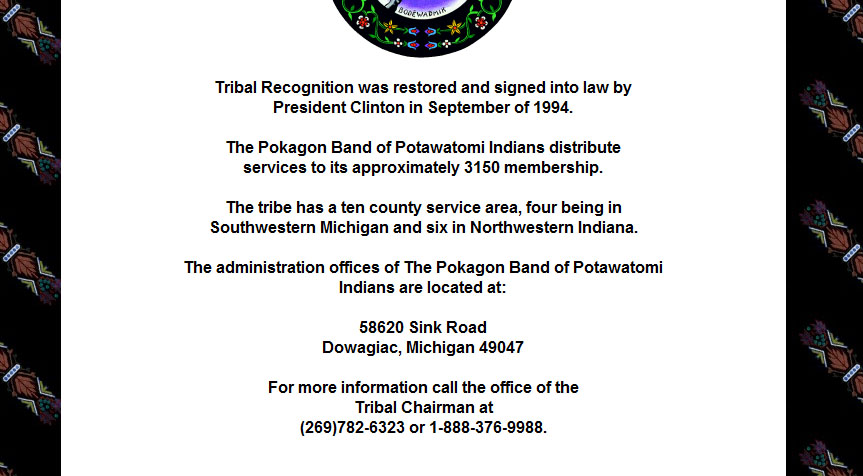 BODEWADMIK
Tribal Recognition was restored and signed into law by
President Clinton in September of 1994.
The Pokagon Band of Potawatomi Indians distribute
services to its approximately 3150 membership.
The tribe has a ten county service area, four being in
Southwestern Michigan and six in Northwestern Indiana.
The administration offices of The Pokagon Band of Potawatomi
Indians are located at:
58620 Sink Road
Dowagiac, Michigan 49047
For more information call the office of the
Tribal Chairman at
(269)782-6323 or 1-888-376-9988.